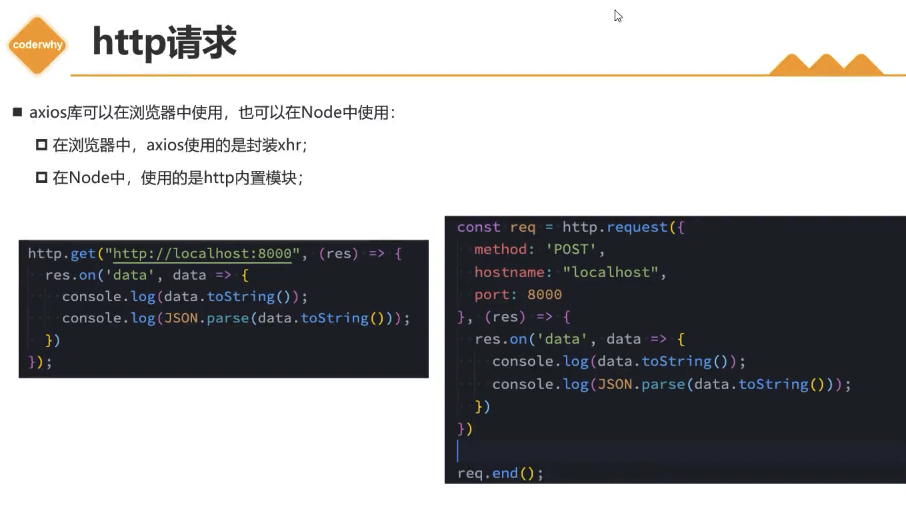 coderwhy
http请求
axios库可以在浏览器中使用，也可以在Node中使用：
在浏览器中，axios使用的是封装xhr；
在Node中，使用的是http内置模块；
http.get("http://localhost:8000", (res) => {
  res.on('data', data => {
    console.log(data.toString());
    console.log(JSON.parse(data.toString()));
  })
});
const req = http.request({
  method: 'POST',
  hostname: "localhost",
  port: 8000
}, (res) => {
  res.on('data', data => {
    console.log(data.toString());
    console.log(JSON.parse(data.toString()));
  })
})
req.end();